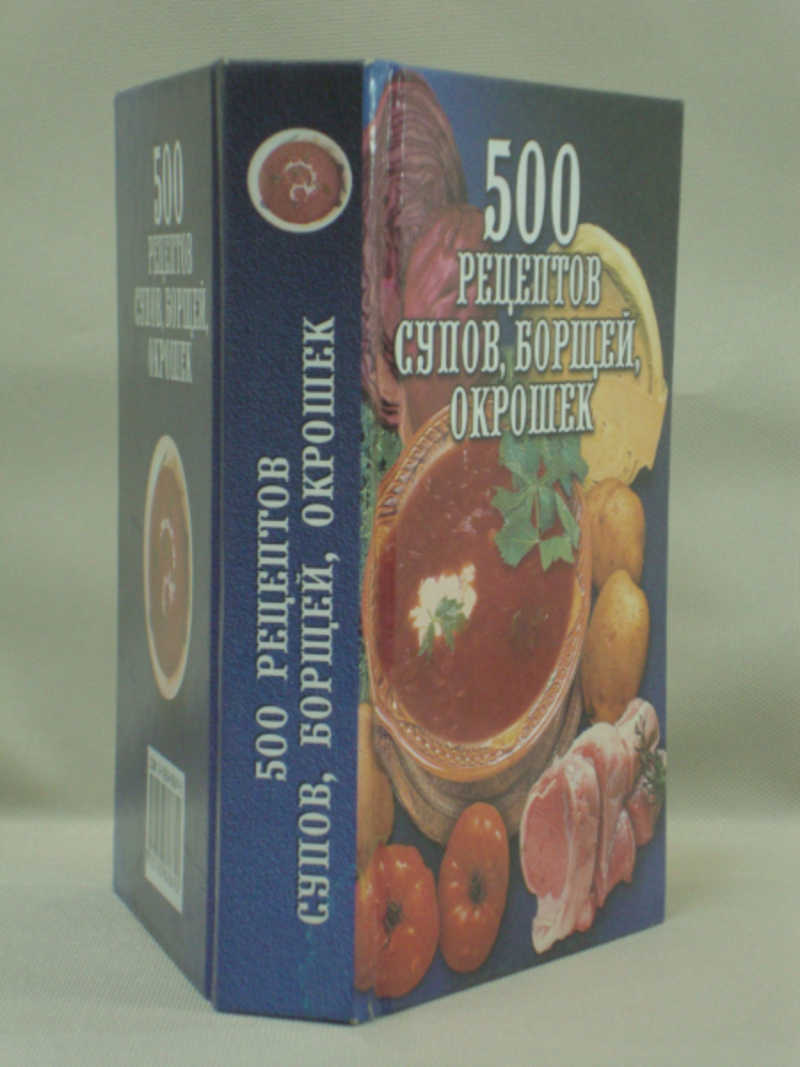 500
РЕЦЕПТОВ
СУПОВ, БОРЩЕЙ,
ОКРОШЕК
500 РЕЦЕПТОВ
СУПОВ, БОРЩЕЙ, ОКРОШЕК
500
РЕЦЕПТОВ
СУПОВ, БОРЩЕЙ,
ОКРОШЕК